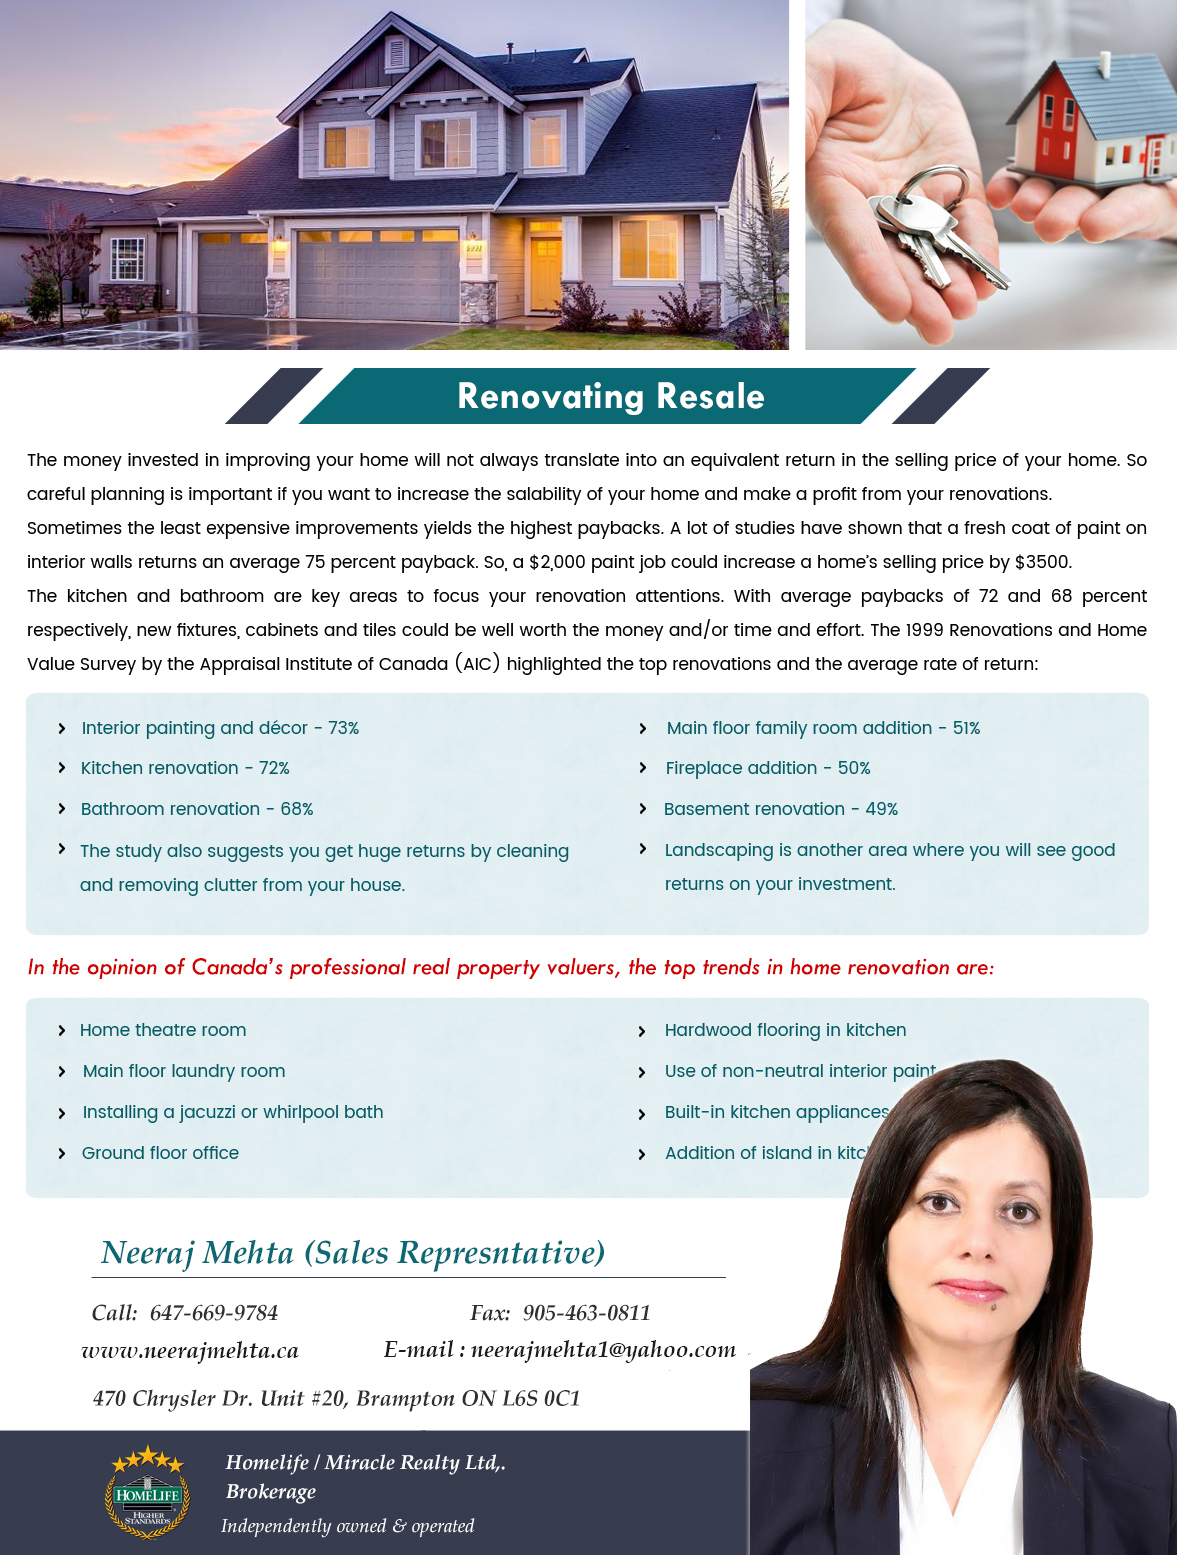 Renovating Resale
The money invested in improving your home will not always translate into an equivalent return in the selling price of your home. So
careful planning is important if you want to increase the salability of your home and make a profit from your renovations.
Sometimes the least expensive improvements yields the highest paybacks. A lot of studies have shown that a fresh coat of paint on
interior walls returns an average 75 percent payback. So, a $2,000 paint job could increase a home's selling price by $3500.
The kitchen and bathroom are key areas to focus your renovation attentions. With average paybacks of 72 and 68 percent
respectively, new fixtures, cabinets and tiles could be well worth the money and/or time and effort. The 1999 Renovations and Home
Value Survey by the Appraisal Institute of Canada (AIC) highlighted the top renovations and the average rate of return:
Interior painting and décor - 73%
Kitchen renovation - 72%
Bathroom renovation - 68%
The study also suggests you get huge returns by cleaning
and removing clutter from your house.
Main floor family room addition - 51%
Fireplace addition - 50%
Basement renovation - 49%
Landscaping is another area where you will see good
returns on your investment.
In the opinion of Canada's professional real property valuers, the top trends in home renovation are:
Home theatre room
Main floor laundry room
Installing a jacuzzi or whirlpool bath
Ground floor office
Hardwood flooring in kitchen
Use of non-neutral interior paint
Built-in kitchen appliances
Addition of island in kitc
Neeraj Mehta (Sales Represntative)
Call: 647-669-9784
Fax: 905-463-0811
www.neerajmehta.ca
E-mail : neerajmehta1@yahoo.com
470 Chrysler Dr. Unit #20, Brampton ON L6S 0C1
HOMELIFE
HIGHER
STANDARDS
Homelife / Miracle Realty Ltd,.
Brokerage
Independently owned & operated